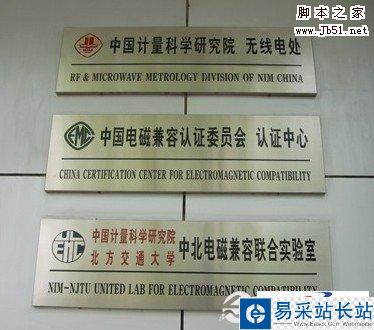 脚本之家
www.Jb51.net
中国计量科学研究院 无线电处
RF & MICROWAVE METROLOGY DIVISION OF NIM CHINA
EMC
中国电磁兼容认证委员会 认证中心
CHINA CERTIFICATION CENTER FOR ELECTROMAGNETIC COMPATIBILITY
EMC
中国计量科学研究院
北方交通大学
中北电磁兼容联合实验室
NIM-NJTU UNITED LAB FOR ELECTROMAGNETIC COMPATIBILITY
易采站长站